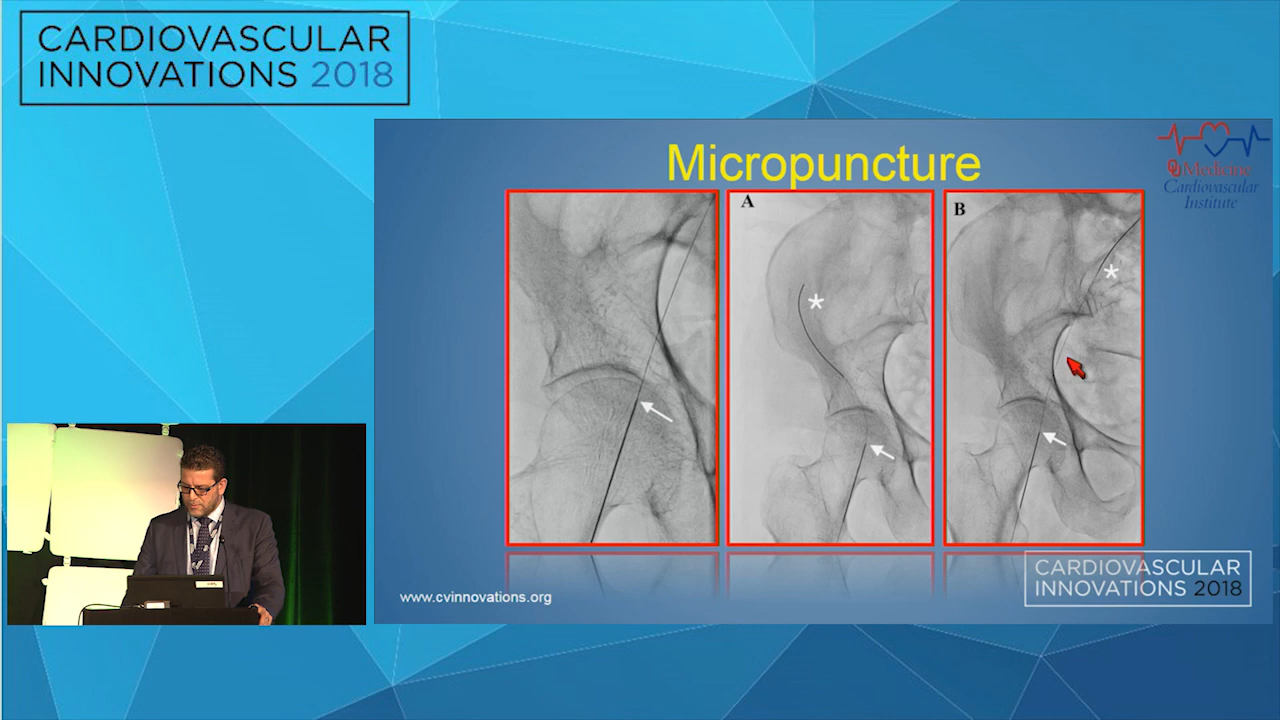 CARDIOVASCULAR
INNOVATIONS 2018
Micropuncture
OU Medicine
Cardiovascular
Institute
A
B
*
*
www.cvinnovations.org
CARDIOVASCULAR
INNOVATIONS 2018